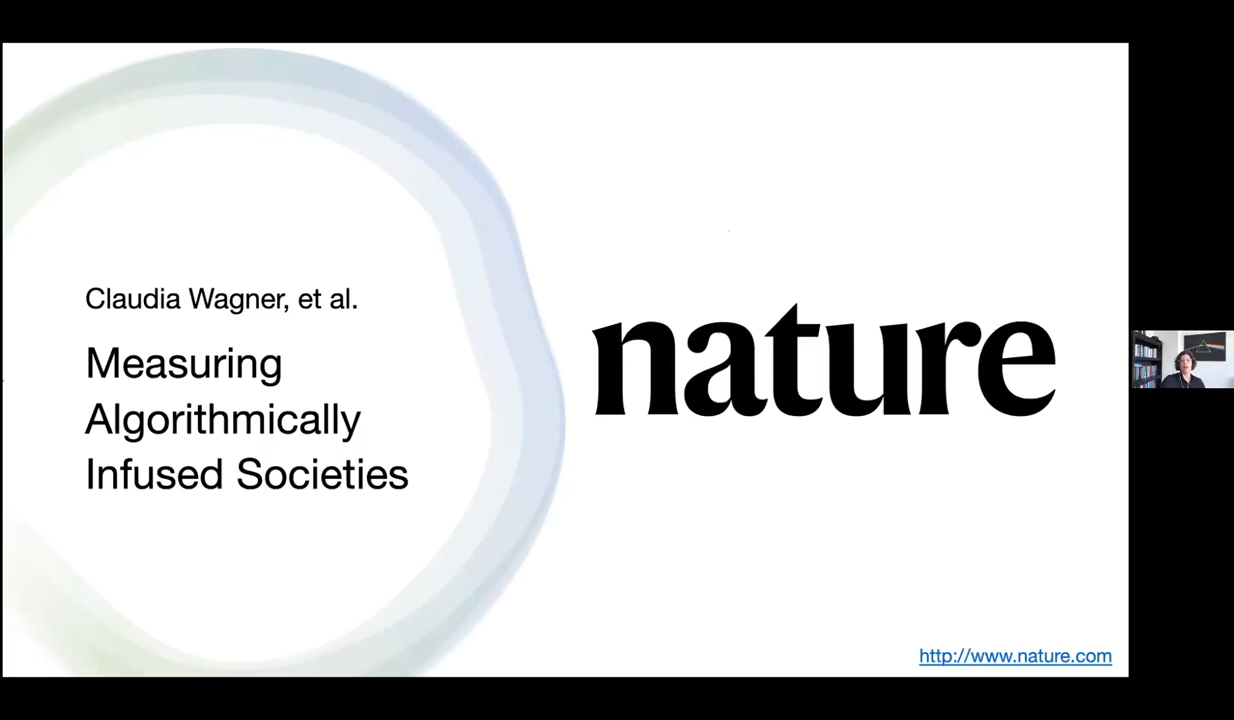 Claudia Wagner, et al.
Measuring
Algorithmically
Infused Societies
nature
http://www.nature.com